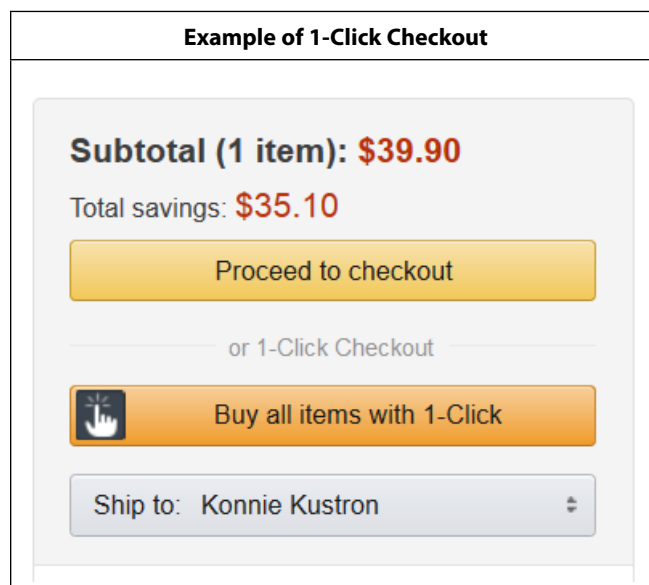 Example of 1-Click Checkout
Subtotal (1 item): $39.90
Total savings: $35.10
Proceed to checkout
or 1-Click Checkout
Buy all items with 1-Click
Ship to: Konnie Kustron